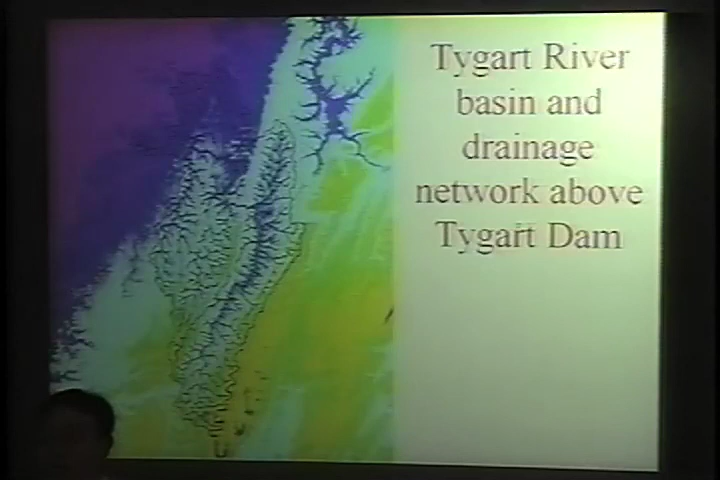 Tygart River
basin and
drainage
network above
Tygart Dam